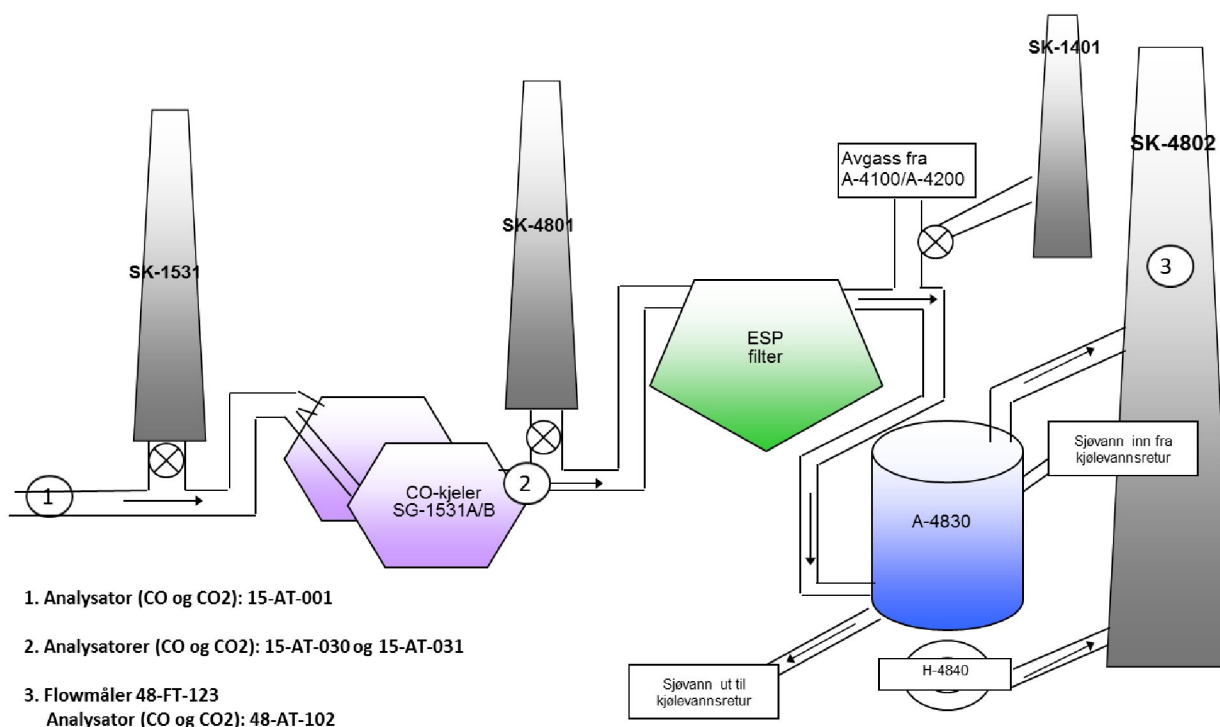 SK-1401
SK-4802
Avgass fra
A-4100/A-4200
SK-4801
SK-1531
3
ESP
filter
Sjøvann inn fra
kjølevannsretur
1
2
CO-kjeler
SG-1531A/B
A-4830
1. Analysator (CO og CO2): 15-AT-001
2. Analysatorer (CO og CO2): 15-AT-030 og 15-AT-031
3. Flowmåler 48-FT-123
Analysator (CO og CO2): 48-AT-102
Sjøvann ut til
kjølevannsretur
H-4840